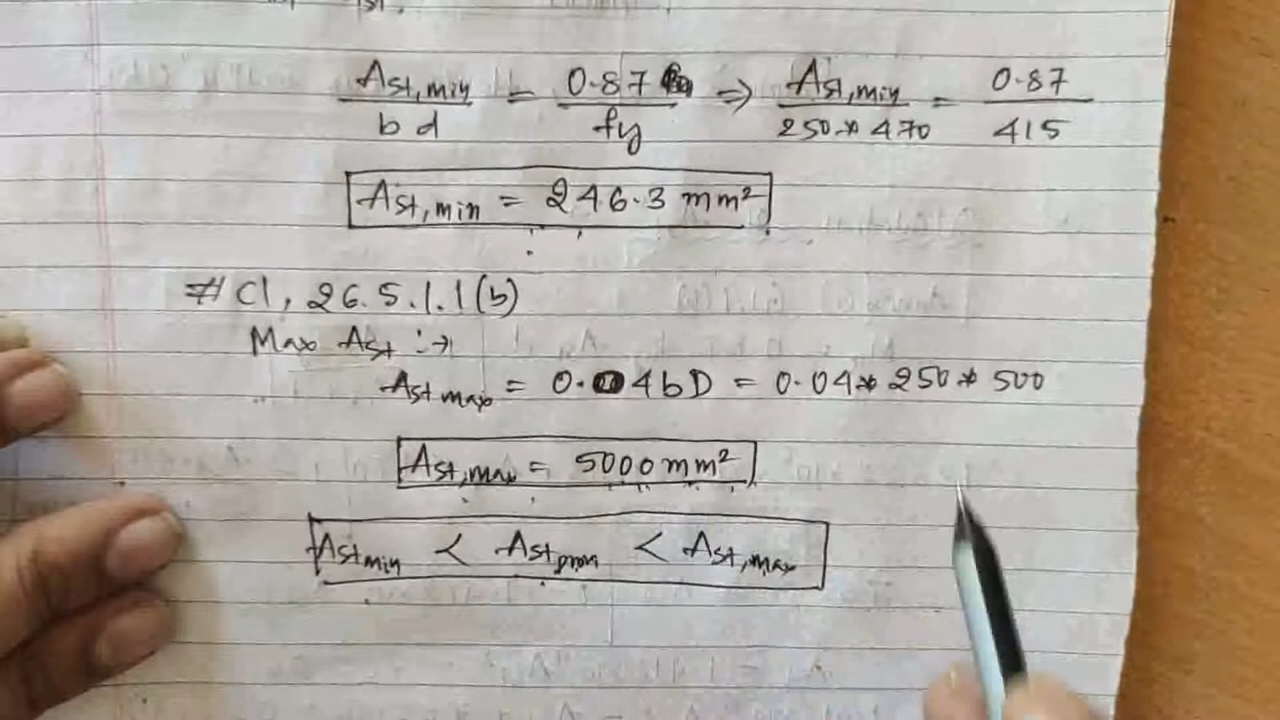 Ast,min / b d = 0.87 / fy ⇒ Ast,min / 250 * 470 = 0.87 / 415
Ast,min = 246.3 mm²
# Cl, 26.5.1.1 (b)
Max Ast :→
Ast max = 0.04 bD = 0.04 * 250 * 500
Ast,max = 5000 mm²
Ast min < Ast prov < Ast,max